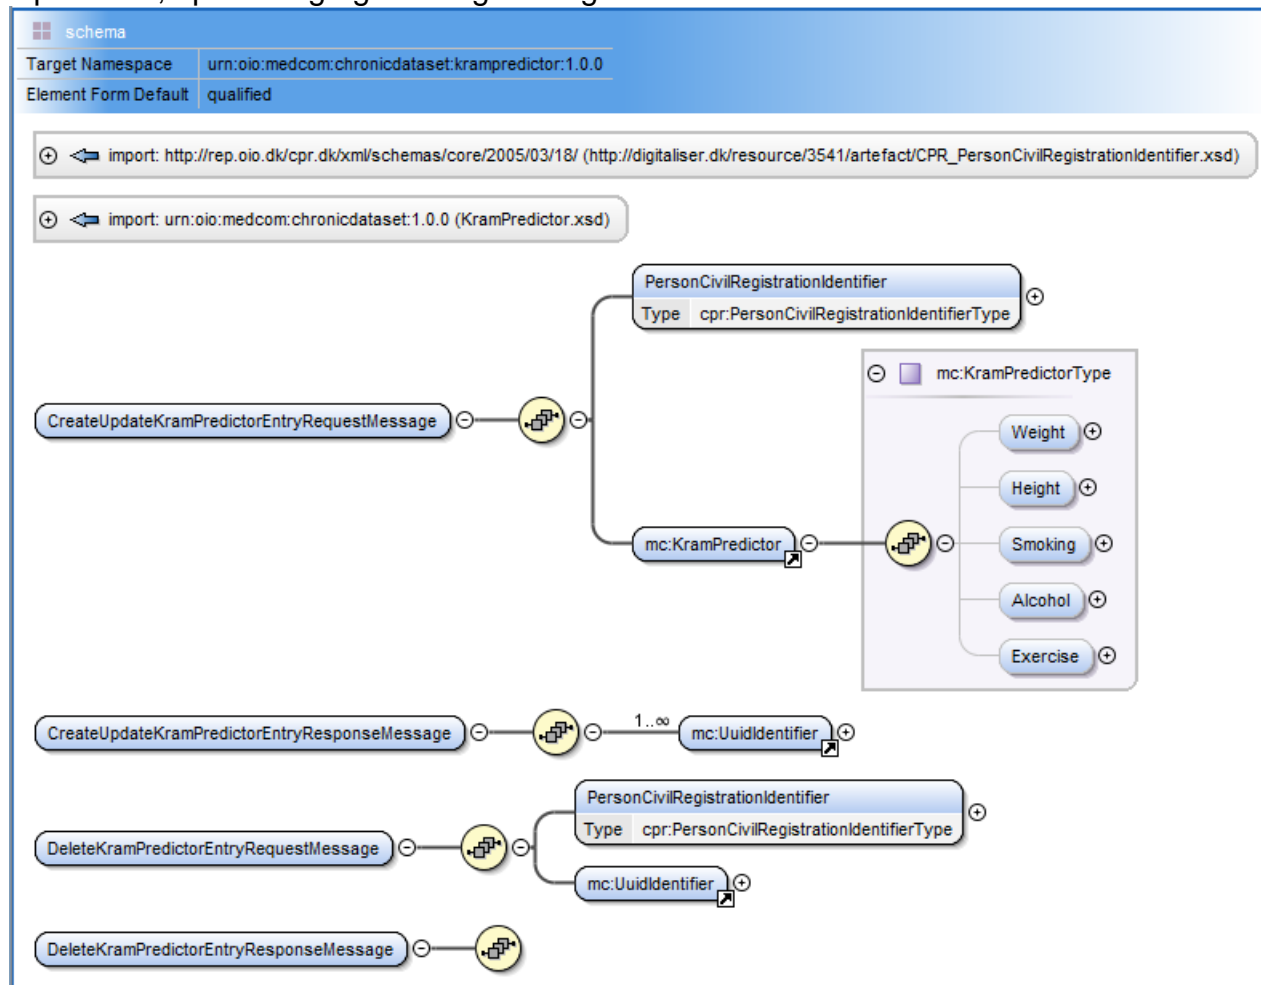 schema
Target Namespace urn:oio:medcom:chronicdataset:krampredictor:1.0.0
Element Form Default qualified
import: http://rep.oio.dk/cpr.dk/xml/schemas/core/2005/03/18/ (http://digitaliser.dk/resource/3541/artefact/CPR_PersonCivilRegistrationIdentifier.xsd)
import: urn:oio:medcom:chronicdataset:1.0.0 (KramPredictor.xsd)
PersonCivilRegistrationIdentifier
Type cpr:PersonCivilRegistrationIdentifierType
mc:KramPredictorType
CreateUpdateKramPredictorEntryRequestMessage
Weight
Height
mc:KramPredictor
Smoking
Alcohol
Exercise
CreateUpdateKramPredictorEntryResponseMessage
1..∞
mc:UuidIdentifier
PersonCivilRegistrationIdentifier
Type cpr:PersonCivilRegistrationIdentifierType
DeleteKramPredictorEntryRequestMessage
mc:UuidIdentifier
DeleteKramPredictorEntryResponseMessage